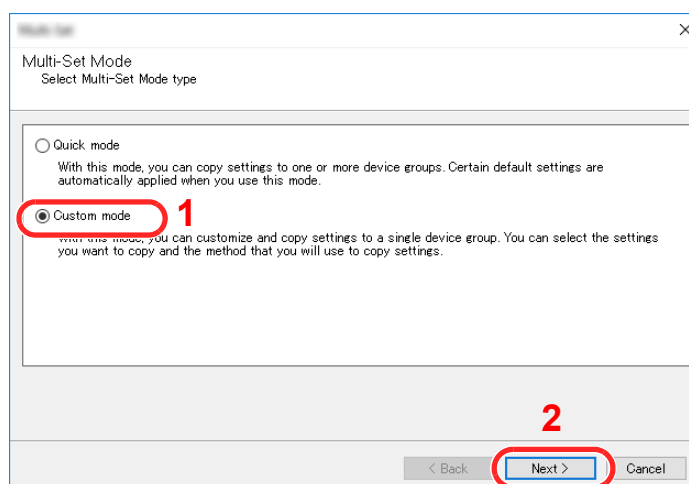 Multi-Set Mode
Select Multi-Set Mode type
Quick mode
With this mode, you can copy settings to one or more device groups. Certain default settings are
automatically applied when you use this mode.
Custom mode
1
With this mode, you can customize and copy settings to a single device group. You can select the settings
you want to copy and the method that you will use to copy settings.
2
< Back
Next >
Cancel